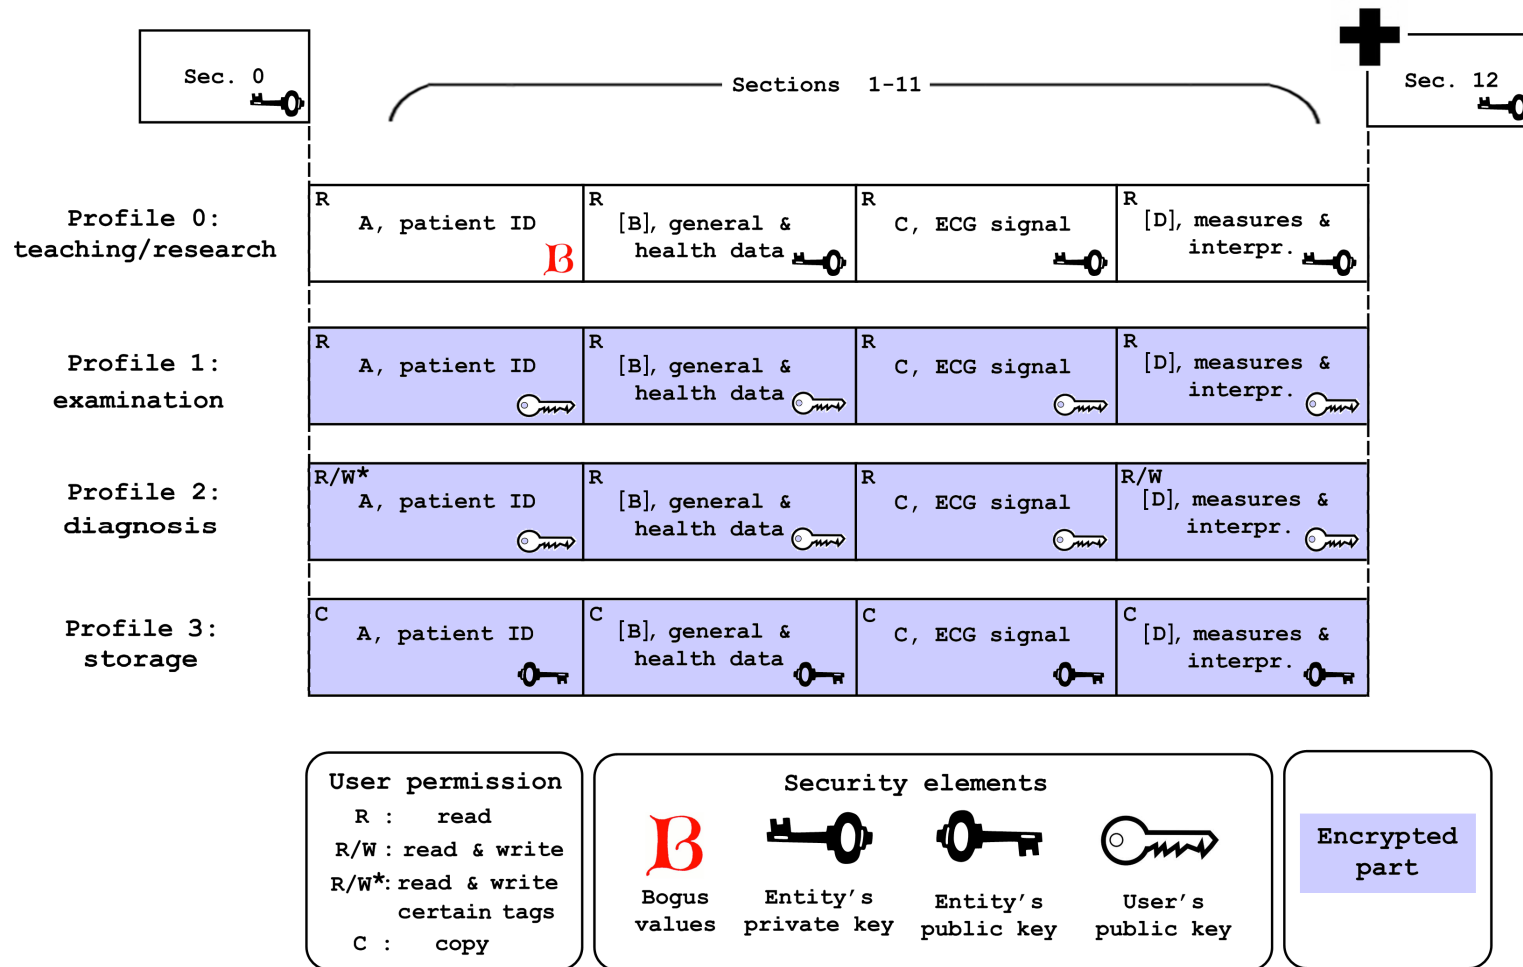 Sec. 0
Sections 1-11
Sec. 12
Profile 0:
teaching/research
R
A, patient ID
B
R
[B], general &
health data
R
C, ECG signal
R
[D], measures &
interpr.
Profile 1:
examination
R
A, patient ID
R
[B], general &
health data
R
C, ECG signal
R
[D], measures &
interpr.
Profile 2:
diagnosis
R/W*
A, patient ID
R
[B], general &
health data
R
C, ECG signal
R/W
[D], measures &
interpr.
Profile 3:
storage
C
A, patient ID
C
[B], general &
health data
C
C, ECG signal
C
[D], measures &
interpr.
User permission
R : read
R/W : read & write
R/W*: read & write
certain tags
C : copy
Security elements
B
Bogus
values
Entity's
private key
Entity's
public key
User's
public key
Encrypted
part